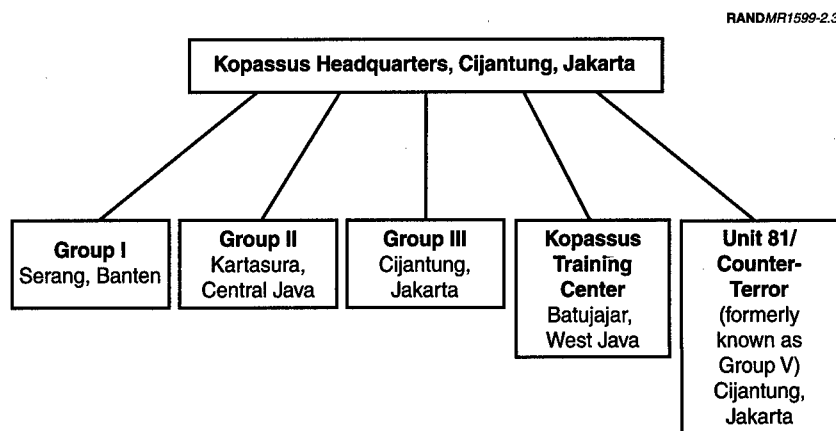 RANDMR1599-2.3
Kopassus Headquarters, Cijantung, Jakarta
Group I
Serang, Banten
Group II
Kartasura,
Central Java
Group III
Cijantung,
Jakarta
Kopassus
Training
Center
Batujajar,
West Java
Unit 81/
Counter-
Terror
(formerly
known as
Group V)
Cijantung,
Jakarta